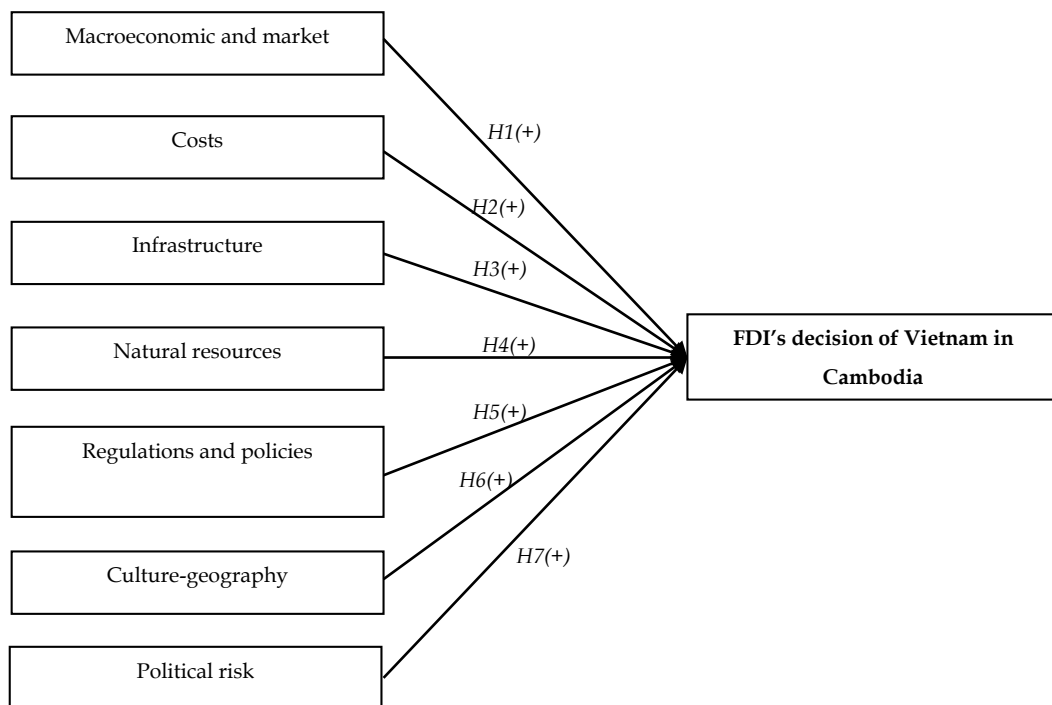 Macroeconomic and market
H1(+)
Costs
H2(+)
Infrastructure
H3(+)
Natural resources
H4(+)
FDI's decision of Vietnam in
Cambodia
Regulations and policies
H5(+)
Culture-geography
H6(+)
Political risk
H7(+)